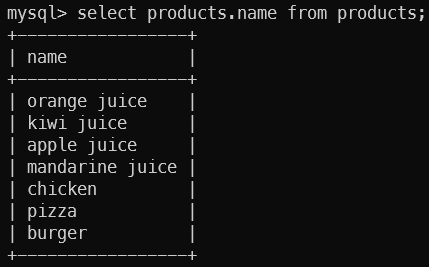 mysql> select products.name from products;
+-----------------+
| name            |
+-----------------+
| orange juice    |
| kiwi juice      |
| apple juice     |
| mandarine juice |
| chicken         |
| pizza           |
| burger          |
+-----------------+